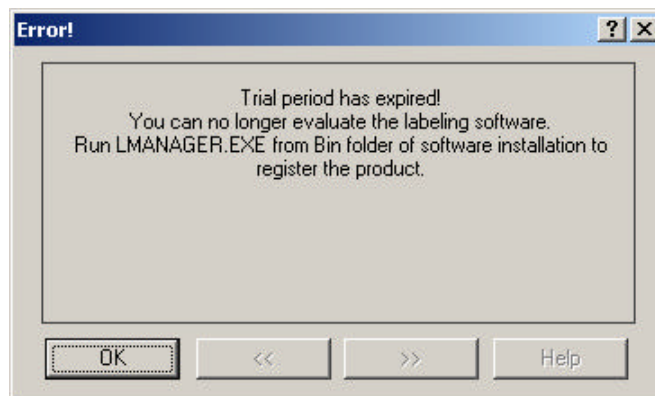 Error!
Trial period has expired!
You can no longer evaluate the labeling software.
Run LMANAGER.EXE from Bin folder of software installation to
register the product.
OK
<<
>>
Help